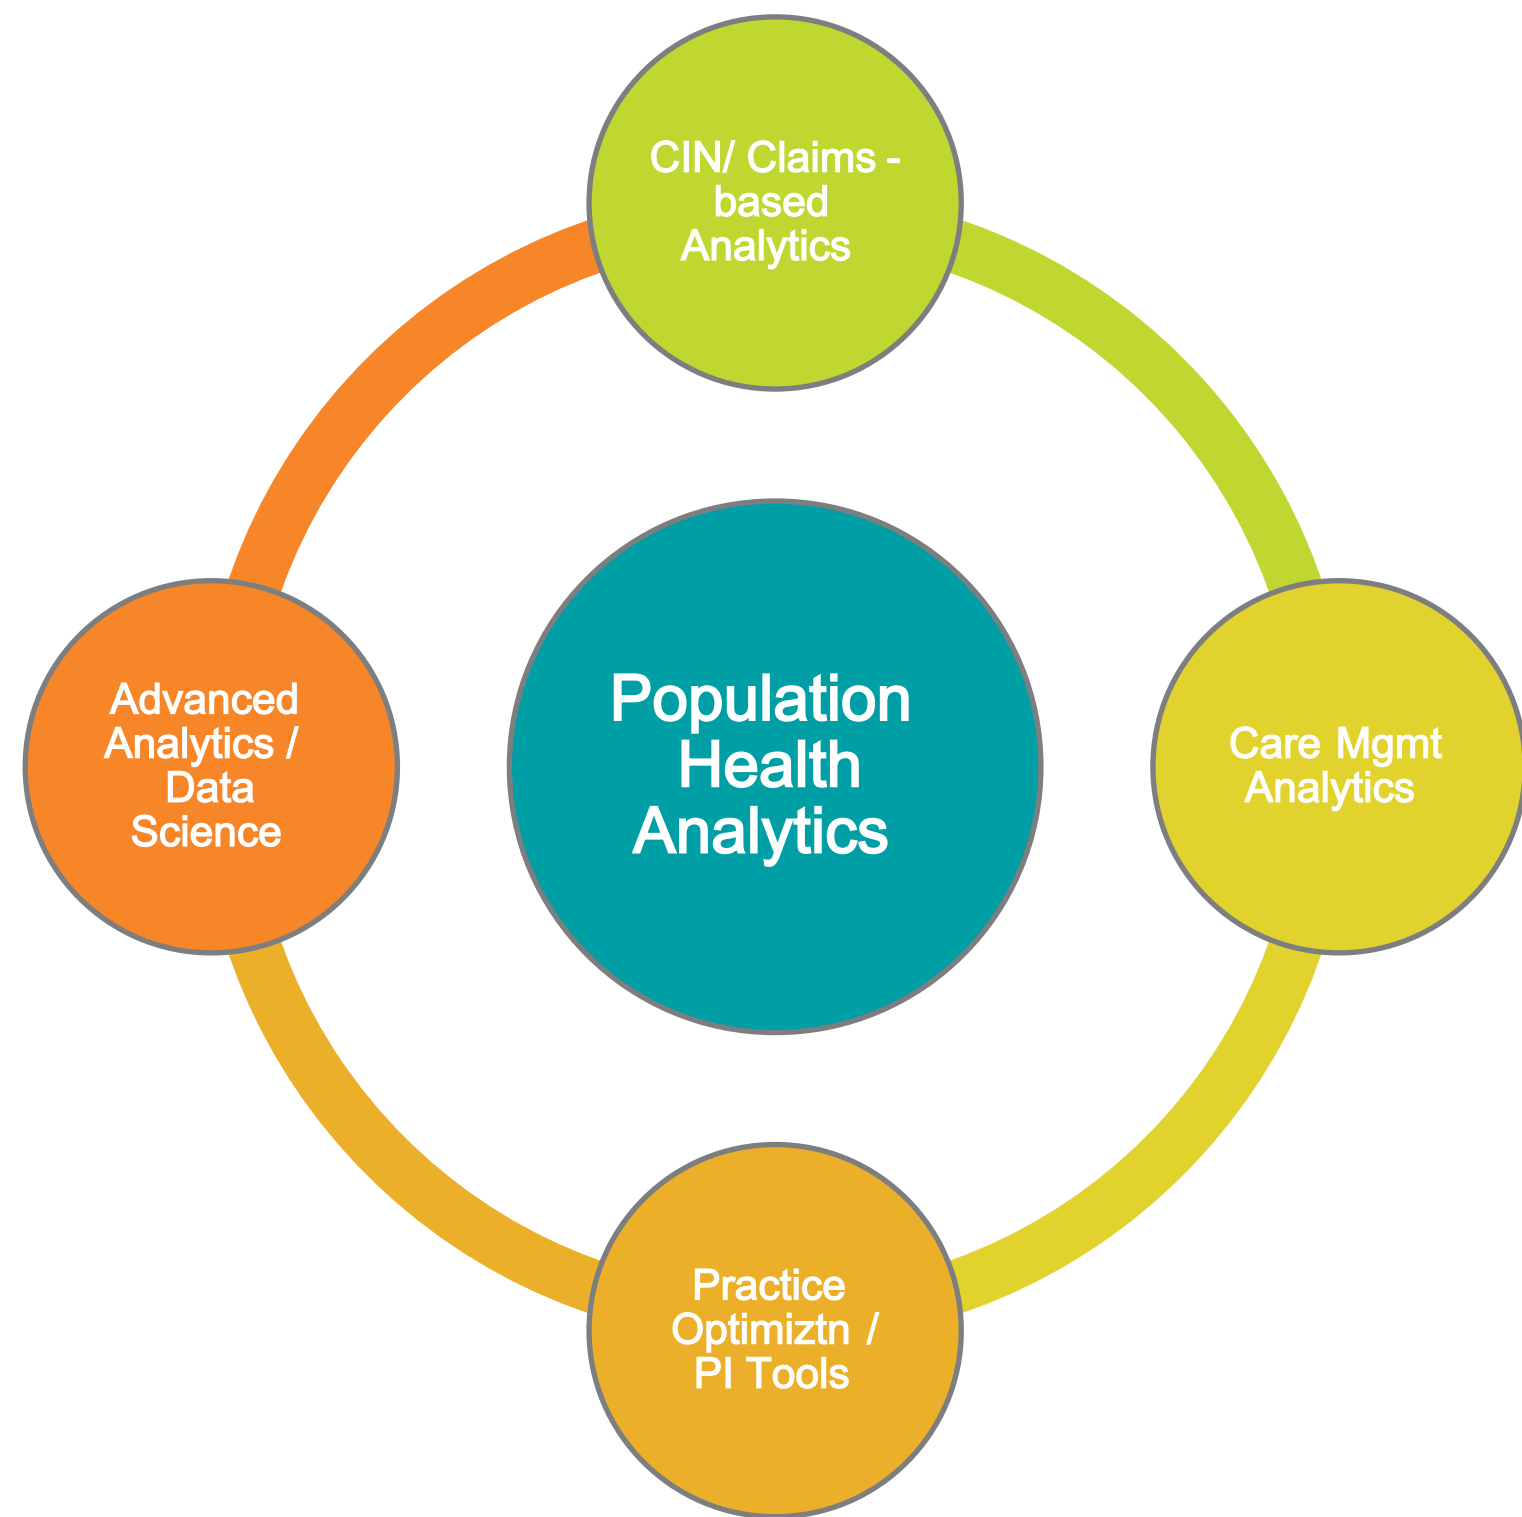 CIN/ Claims -
based
Analytics
Advanced
Analytics /
Data
Science
Population
Health
Analytics
Care Mgmt
Analytics
Practice
Optimiztn /
PI Tools